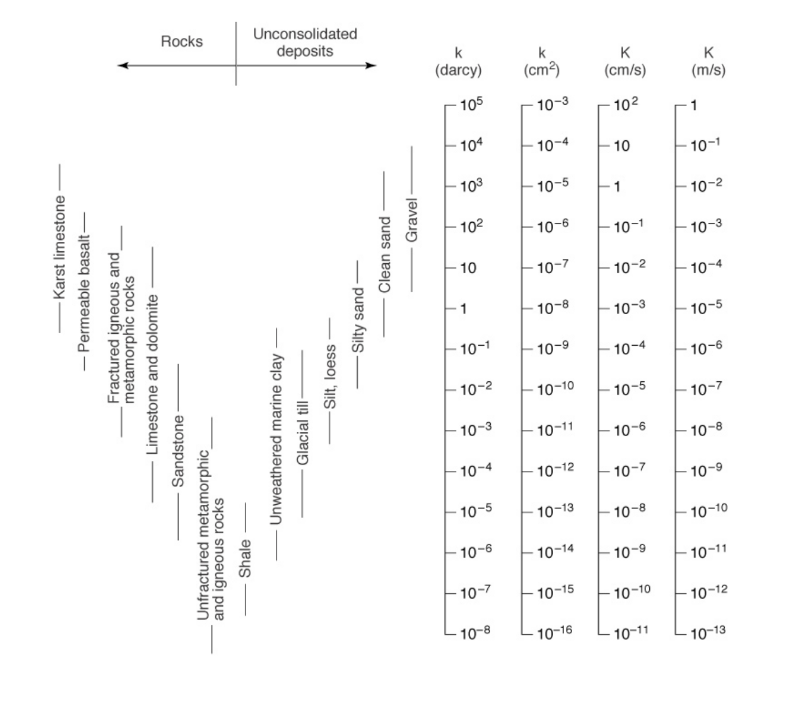 Rocks
Unconsolidated
deposits
k
(darcy)
k
(cm²)
K
(cm/s)
K
(m/s)
10⁵
10⁻³
10²
1
10⁴
10⁻⁴
10
10⁻¹
10³
10⁻⁵
1
10⁻²
10²
10⁻⁶
10⁻¹
10⁻³
10
10⁻⁷
10⁻²
10⁻⁴
1
10⁻⁸
10⁻³
10⁻⁵
10⁻¹
10⁻⁹
10⁻⁴
10⁻⁶
10⁻²
10⁻¹⁰
10⁻⁵
10⁻⁷
10⁻³
10⁻¹¹
10⁻⁶
10⁻⁸
10⁻⁴
10⁻¹²
10⁻⁷
10⁻⁹
10⁻⁵
10⁻¹³
10⁻⁸
10⁻¹⁰
10⁻⁶
10⁻¹⁴
10⁻⁹
10⁻¹¹
10⁻⁷
10⁻¹⁵
10⁻¹⁰
10⁻¹²
10⁻⁸
10⁻¹⁶
10⁻¹¹
10⁻¹³
Karst limestone
Permeable basalt
Fractured igneous and
metamorphic rocks
Limestone and dolomite
Sandstone
Unfractured metamorphic
and igneous rocks
Shale
Unweathered marine clay
Glacial till
Silt, loess
Silty sand
Clean sand
Gravel